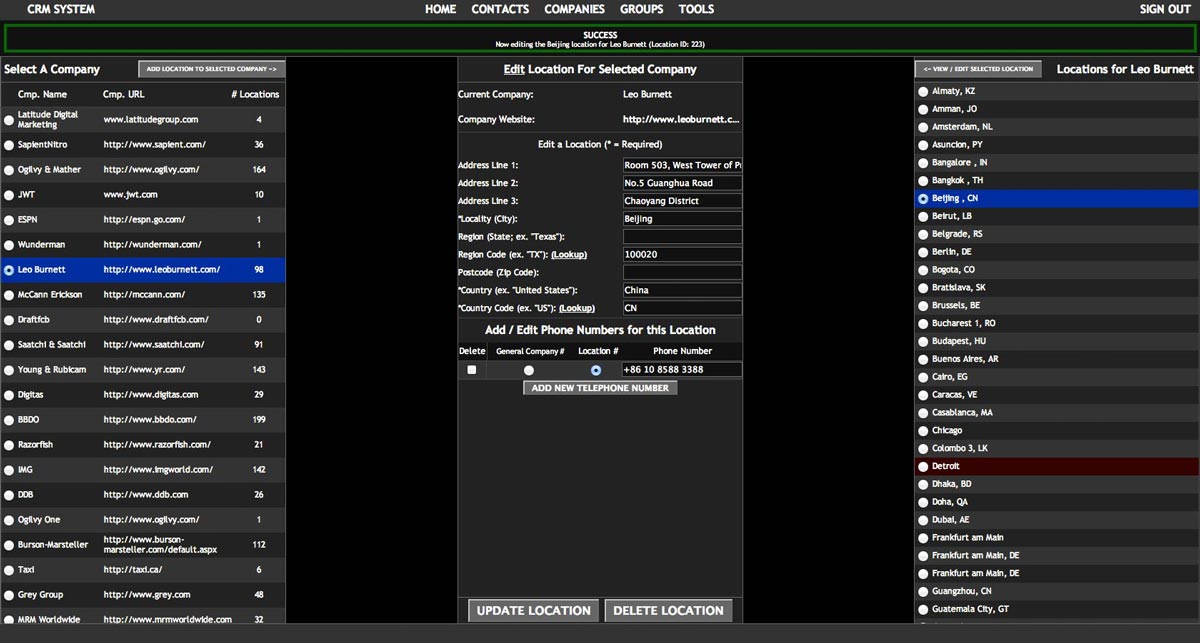 CRM SYSTEM
HOME CONTACTS COMPANIES GROUPS TOOLS
SIGN OUT
SUCCESS
Now editing the Beijing location for Leo Burnett (Location ID: 223)
Select A Company
ADD LOCATION TO SELECTED COMPANY -->
Cmp. Name Cmp. URL # Locations
Latitude Digital
Marketing www.latitudegroup.com 4
SapientNitro http://www.sapient.com/ 36
Ogilvy & Mather http://www.ogilvy.com/ 164
JWT www.jwt.com 10
ESPN http://espn.go.com/ 1
Wunderman http://wunderman.com/ 1
Leo Burnett http://www.leoburnett.com/ 98
McCann Erickson http://mccann.com/ 135
Draftfcb http://www.draftfcb.com/ 0
Saatchi & Saatchi http://www.saatchi.com/ 91
Young & Rubicam http://www.yr.com/ 143
Digitas http://www.digitas.com 29
BBDO http://www.bbdo.com/ 199
Razorfish http://www.razorfish.com/ 21
IMG http://www.imgworld.com/ 142
DDB http://www.ddb.com 26
Ogilvy One http://www.ogilvy.com/ 1
Burson-Marsteller http://www.burson-
marsteller.com/default.aspx 112
Taxi http://taxi.ca/ 6
Grey Group http://www.grey.com 48
MRM Worldwide http://www.mrmworldwide.com 32
Edit Location For Selected Company
Current Company: Leo Burnett
Company Website: http://www.leoburnett.c...
Edit a Location (* = Required)
Address Line 1: Room 503, West Tower of P
Address Line 2: No.5 Guanghua Road
Address Line 3: Chaoyang District
*Locality (City): Beijing
Region (State; ex. "Texas"):
Region Code (ex. "TX"): (Lookup) 100020
Postcode (Zip Code):
*Country (ex. "United States"): China
*Country Code (ex. "US"): (Lookup) CN
Add / Edit Phone Numbers for this Location
Delete General Company # Location # Phone Number
+86 10 8588 3388
ADD NEW TELEPHONE NUMBER
UPDATE LOCATION DELETE LOCATION
<-- VIEW / EDIT SELECTED LOCATION
Locations for Leo Burnett
Almaty, KZ
Amman, JO
Amsterdam, NL
Asuncion, PY
Bangalore , IN
Bangkok , TH
Beijing , CN
Beirut, LB
Belgrade, RS
Berlin, DE
Bogota, CO
Bratislava, SK
Brussels, BE
Bucharest 1, RO
Budapest, HU
Buenos Aires, AR
Cairo, EG
Caracas, VE
Casablanca, MA
Chicago
Colombo 3, LK
Detroit
Dhaka, BD
Doha, QA
Dubai, AE
Frankfurt am Main
Frankfurt am Main, DE
Frankfurt am Main, DE
Guangzhou, CN
Guatemala City, GT